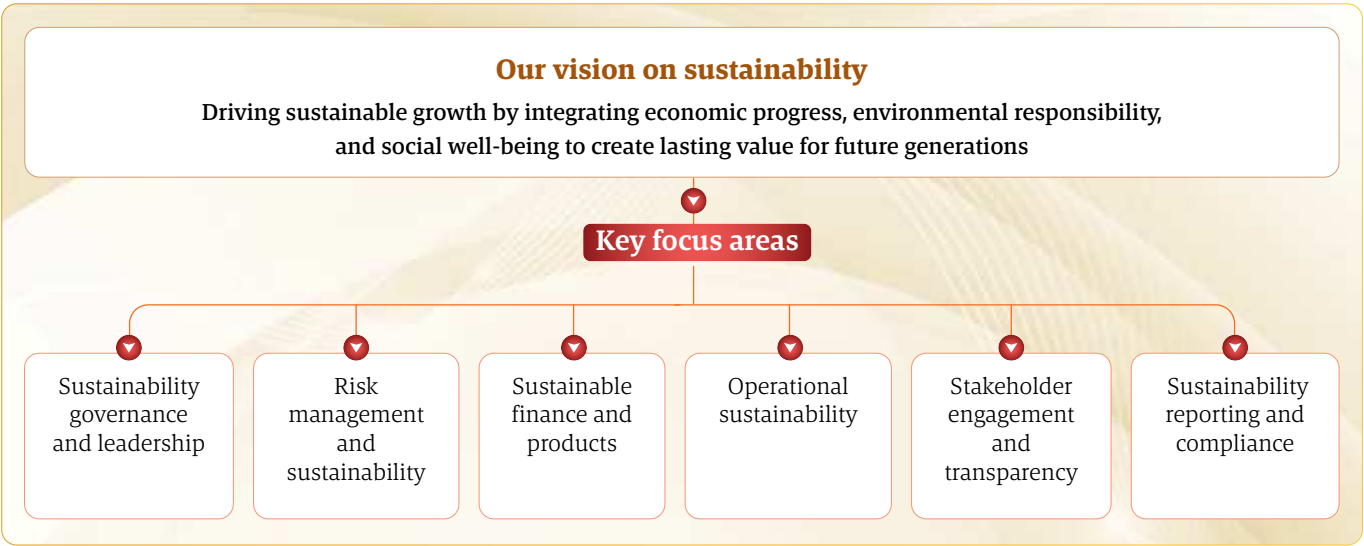 Our vision on sustainability
Driving sustainable growth by integrating economic progress, environmental responsibility,
and social well-being to create lasting value for future generations
Key focus areas
Sustainability
governance
and leadership
Risk
management
and
sustainability
Sustainable
finance and
products
Operational
sustainability
Stakeholder
engagement
and
transparency
Sustainability
reporting and
compliance